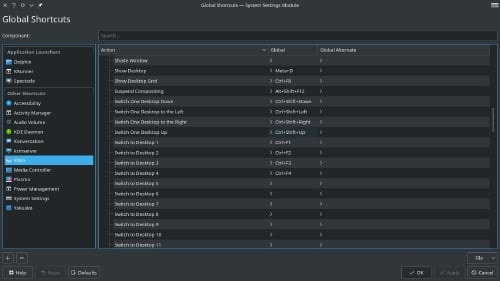 Global Shortcuts — System Settings Module
Global Shortcuts
Component:
Search...
Application Launchers
Dolphin
KRunner
Spectacle
Other Shortcuts
Accessibility
Activity Manager
Audio Volume
KDE Daemon
Konversation
ksmserver
KWin
Media Controller
Plasma
Power Management
System Settings
Yakuake
Action Global Global Alternate
Shade Window
Show Desktop Meta+D
Show Desktop Grid Ctrl+F8
Suspend Compositing Alt+Shift+F12
Switch One Desktop Down Ctrl+Shift+Down
Switch One Desktop to the Left Ctrl+Shift+Left
Switch One Desktop to the Right Ctrl+Shift+Right
Switch One Desktop Up Ctrl+Shift+Up
Switch to Desktop 1 Ctrl+F1
Switch to Desktop 2 Ctrl+F2
Switch to Desktop 3 Ctrl+F3
Switch to Desktop 4 Ctrl+F4
Switch to Desktop 5
Switch to Desktop 6
Switch to Desktop 7
Switch to Desktop 8
Switch to Desktop 9
Switch to Desktop 10
Switch to Desktop 11
File
Help Reset Defaults OK Apply Cancel